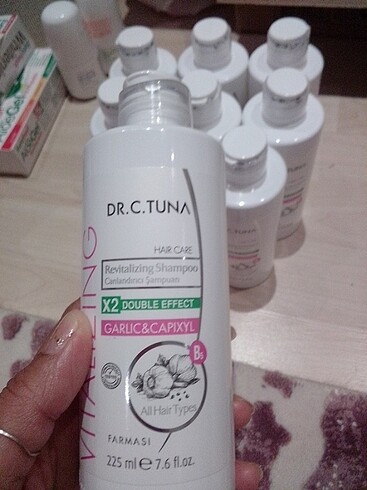 DR.C.TUNA
HAIR CARE
Revitalizing Shampoo
Canlandırıcı Şampuan
X2 DOUBLE EFFECT
GARLIC&CAPIXYL
B5
All Hair Types
FARMASI
225 ml e 7.6 fl.oz.
VITALIZING